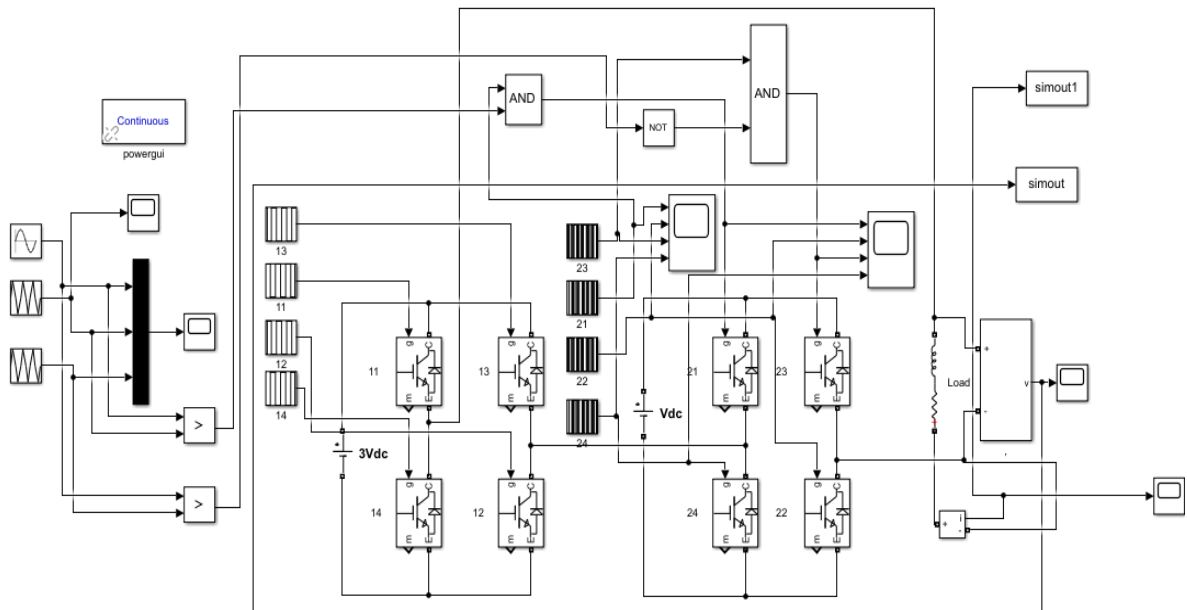 AND
AND
simout1
Continuous
powergui
NOT
simout
13
11
12
14
23
21
22
24
g C
11
m E
g C
13
m E
g C
21
m E
g C
23
m E
3Vdc
Vdc
Load
+
v
-
>
>
g C
14
m E
g C
12
m E
g C
24
m E
g C
22
m E
+ i
-